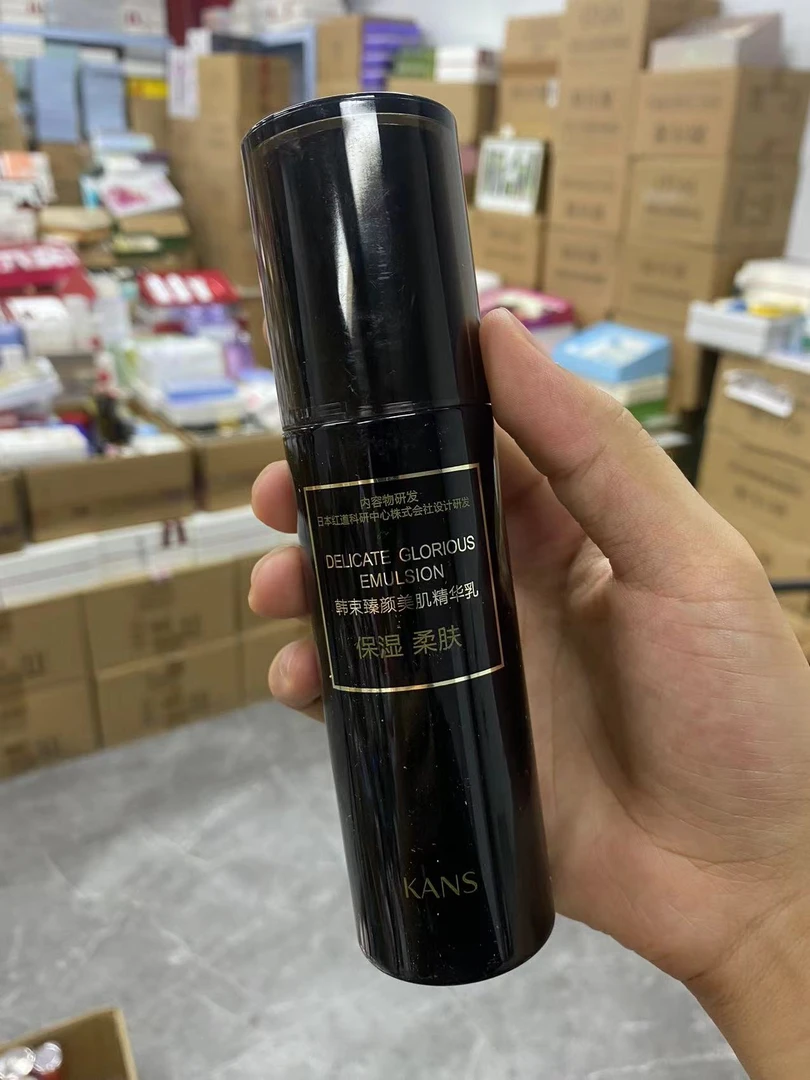 内容物研发
日本红道科研中心株式会社设计研发
DELICATE GLORIOUS
EMULSION
韩束臻颜美肌精华乳
保湿 柔肤
KANS